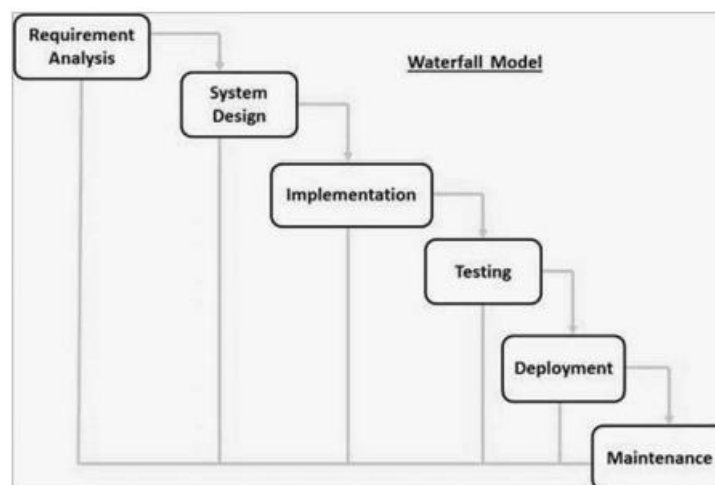 Requirement
Analysis
Waterfall Model
System
Design
Implementation
Testing
Deployment
Maintenance